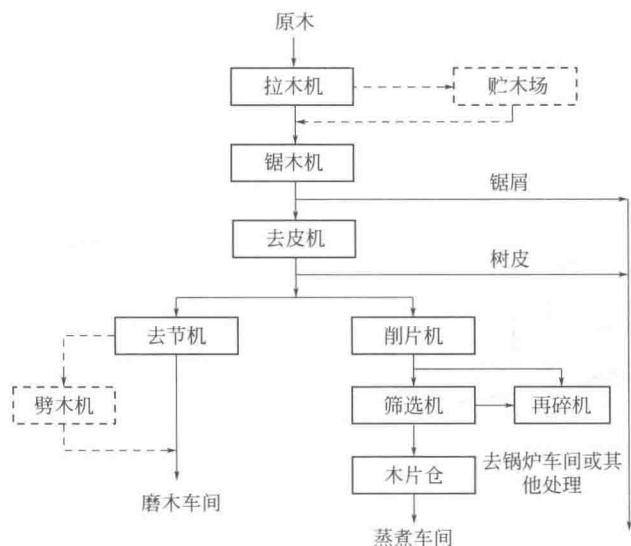 原木
拉木机
贮木场
锯木机
锯屑
去皮机
树皮
去节机
削片机
劈木机
筛选机
再碎机
木片仓
去锅炉车间或其
他处理
磨木车间
蒸煮车间